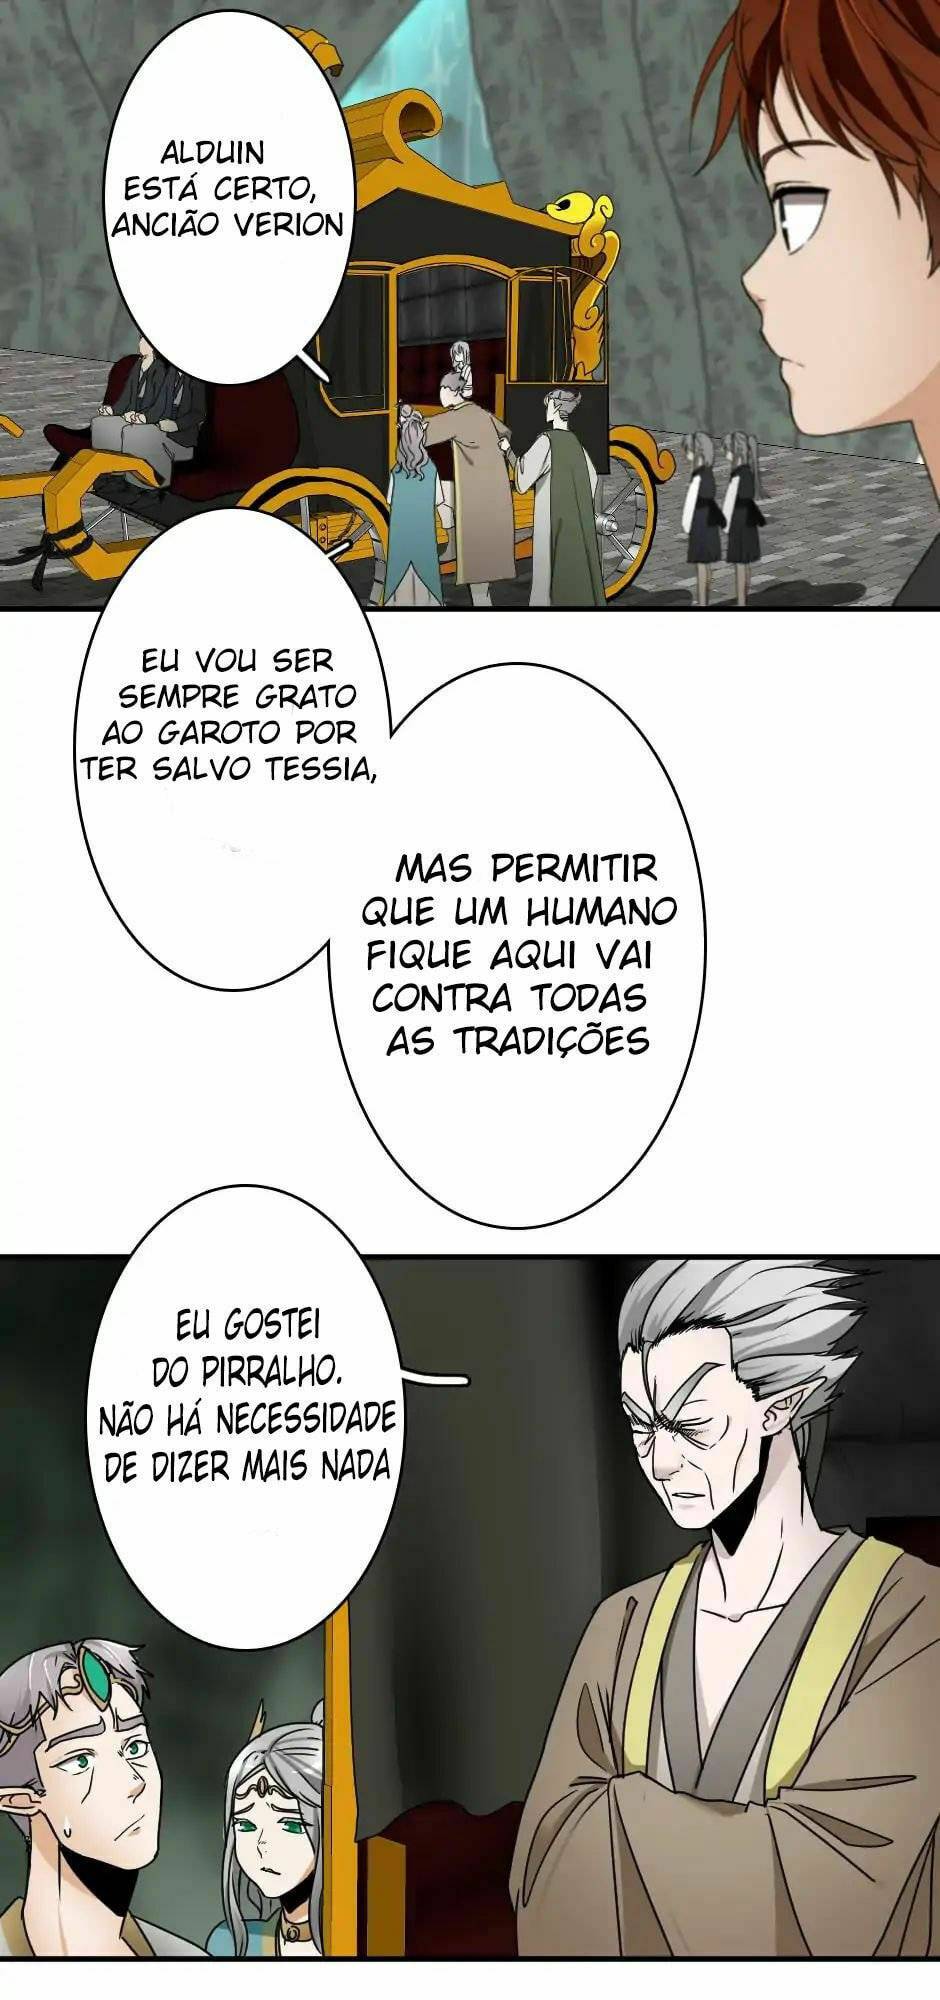 ALDUIN
ESTÁ CERTO,
ANCIÃO VERION
EU VOU SER
SEMPRE GRATO
AO GAROTO POR
TER SALVO TESSIA,
MAS PERMITIR
QUE UM HUMANO
FIQUE AQUI VAI
CONTRA TODAS
AS TRADIÇÕES
EU GOSTEI
DO PIRRALHO.
NÃO HÁ NECESSIDADE
DE DIZER MAIS NADA